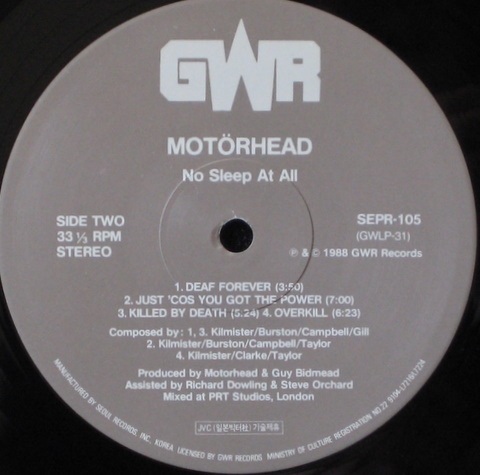 GWR
MOTÖRHEAD
No Sleep At All
SIDE TWO
33 ⅓ RPM
STEREO
SEPR-105
(GWLP-31)
℗ & © 1988 GWR Records
1. DEAF FOREVER (3:50)
2. JUST 'COS YOU GOT THE POWER (7:00)
3. KILLED BY DEATH (5:24) 4. OVERKILL (6:23)
Composed by : 1, 3. Kilmister/Burston/Campbell/Gill
2. Kilmister/Burston/Campbell/Taylor
4. Kilmister/Clarke/Taylor
Produced by Motorhead & Guy Bidmead
Assisted by Richard Dowling & Steve Orchard
Mixed at PRT Studios, London
JVC (일본빅터社) 기술제휴
MANUFACTURED BY SEOUL RECORDS, INC. KOREA LICENSED BY GWR RECORDS MINISTRY OF CULTURE REGISTRATION NO.22